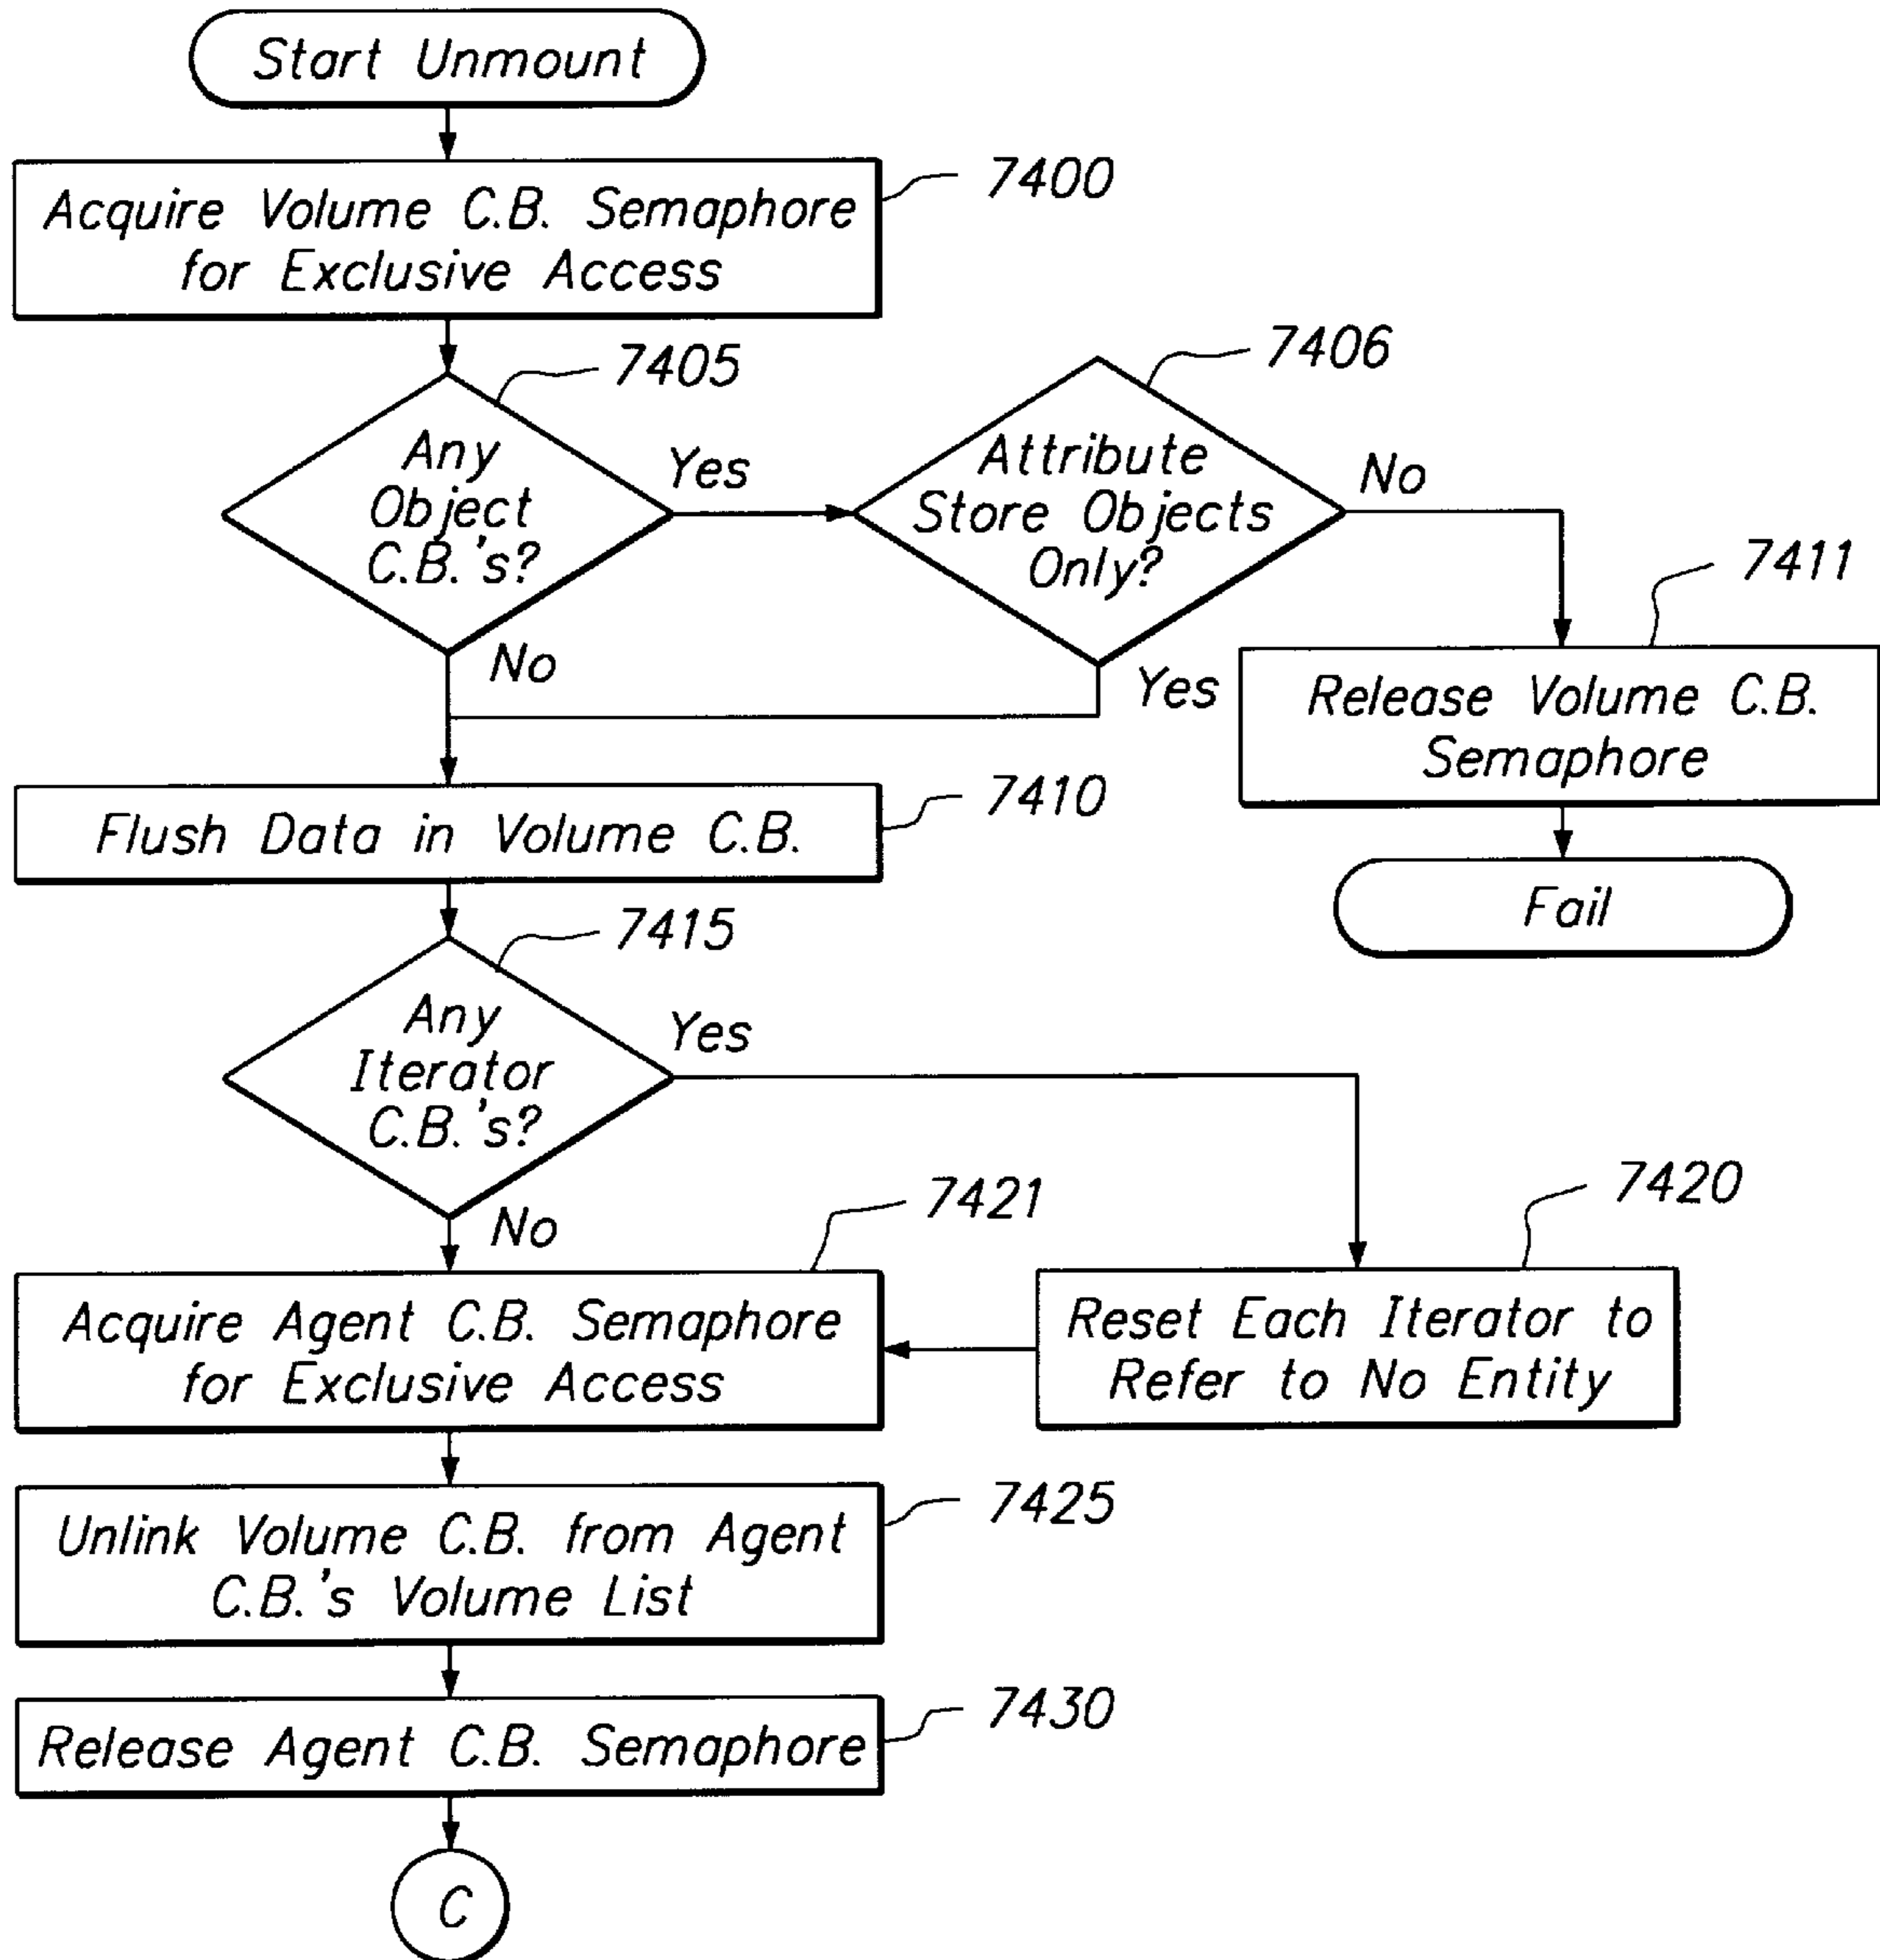 Start Unmount
7400
Acquire Volume C.B. Semaphore
for Exclusive Access
7405
7406
Any
Object
C.B.'s?
Yes
Attribute
Store Objects
Only?
No
7411
No
Yes
Release Volume C.B.
Semaphore
7410
Flush Data in Volume C.B.
Fail
7415
Any
Iterator
C.B.'s?
Yes
7421
7420
No
Acquire Agent C.B. Semaphore
for Exclusive Access
Reset Each Iterator to
Refer to No Entity
7425
Unlink Volume C.B. from Agent
C.B.'s Volume List
7430
Release Agent C.B. Semaphore
C